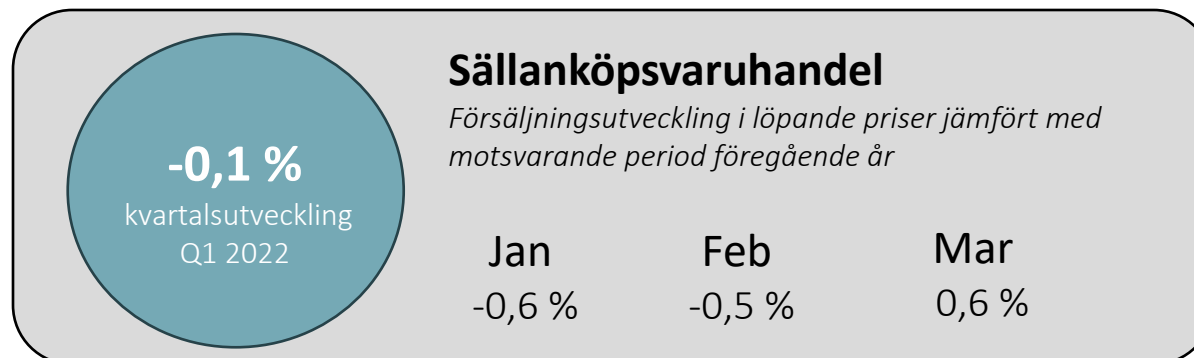 -0,1 %
kvartalsutveckling
Q1 2022
Sällanköpsvaruhandel
Försäljningsutveckling i löpande priser jämfört med
motsvarande period föregående år
Jan Feb Mar
-0,6 % -0,5 % 0,6 %